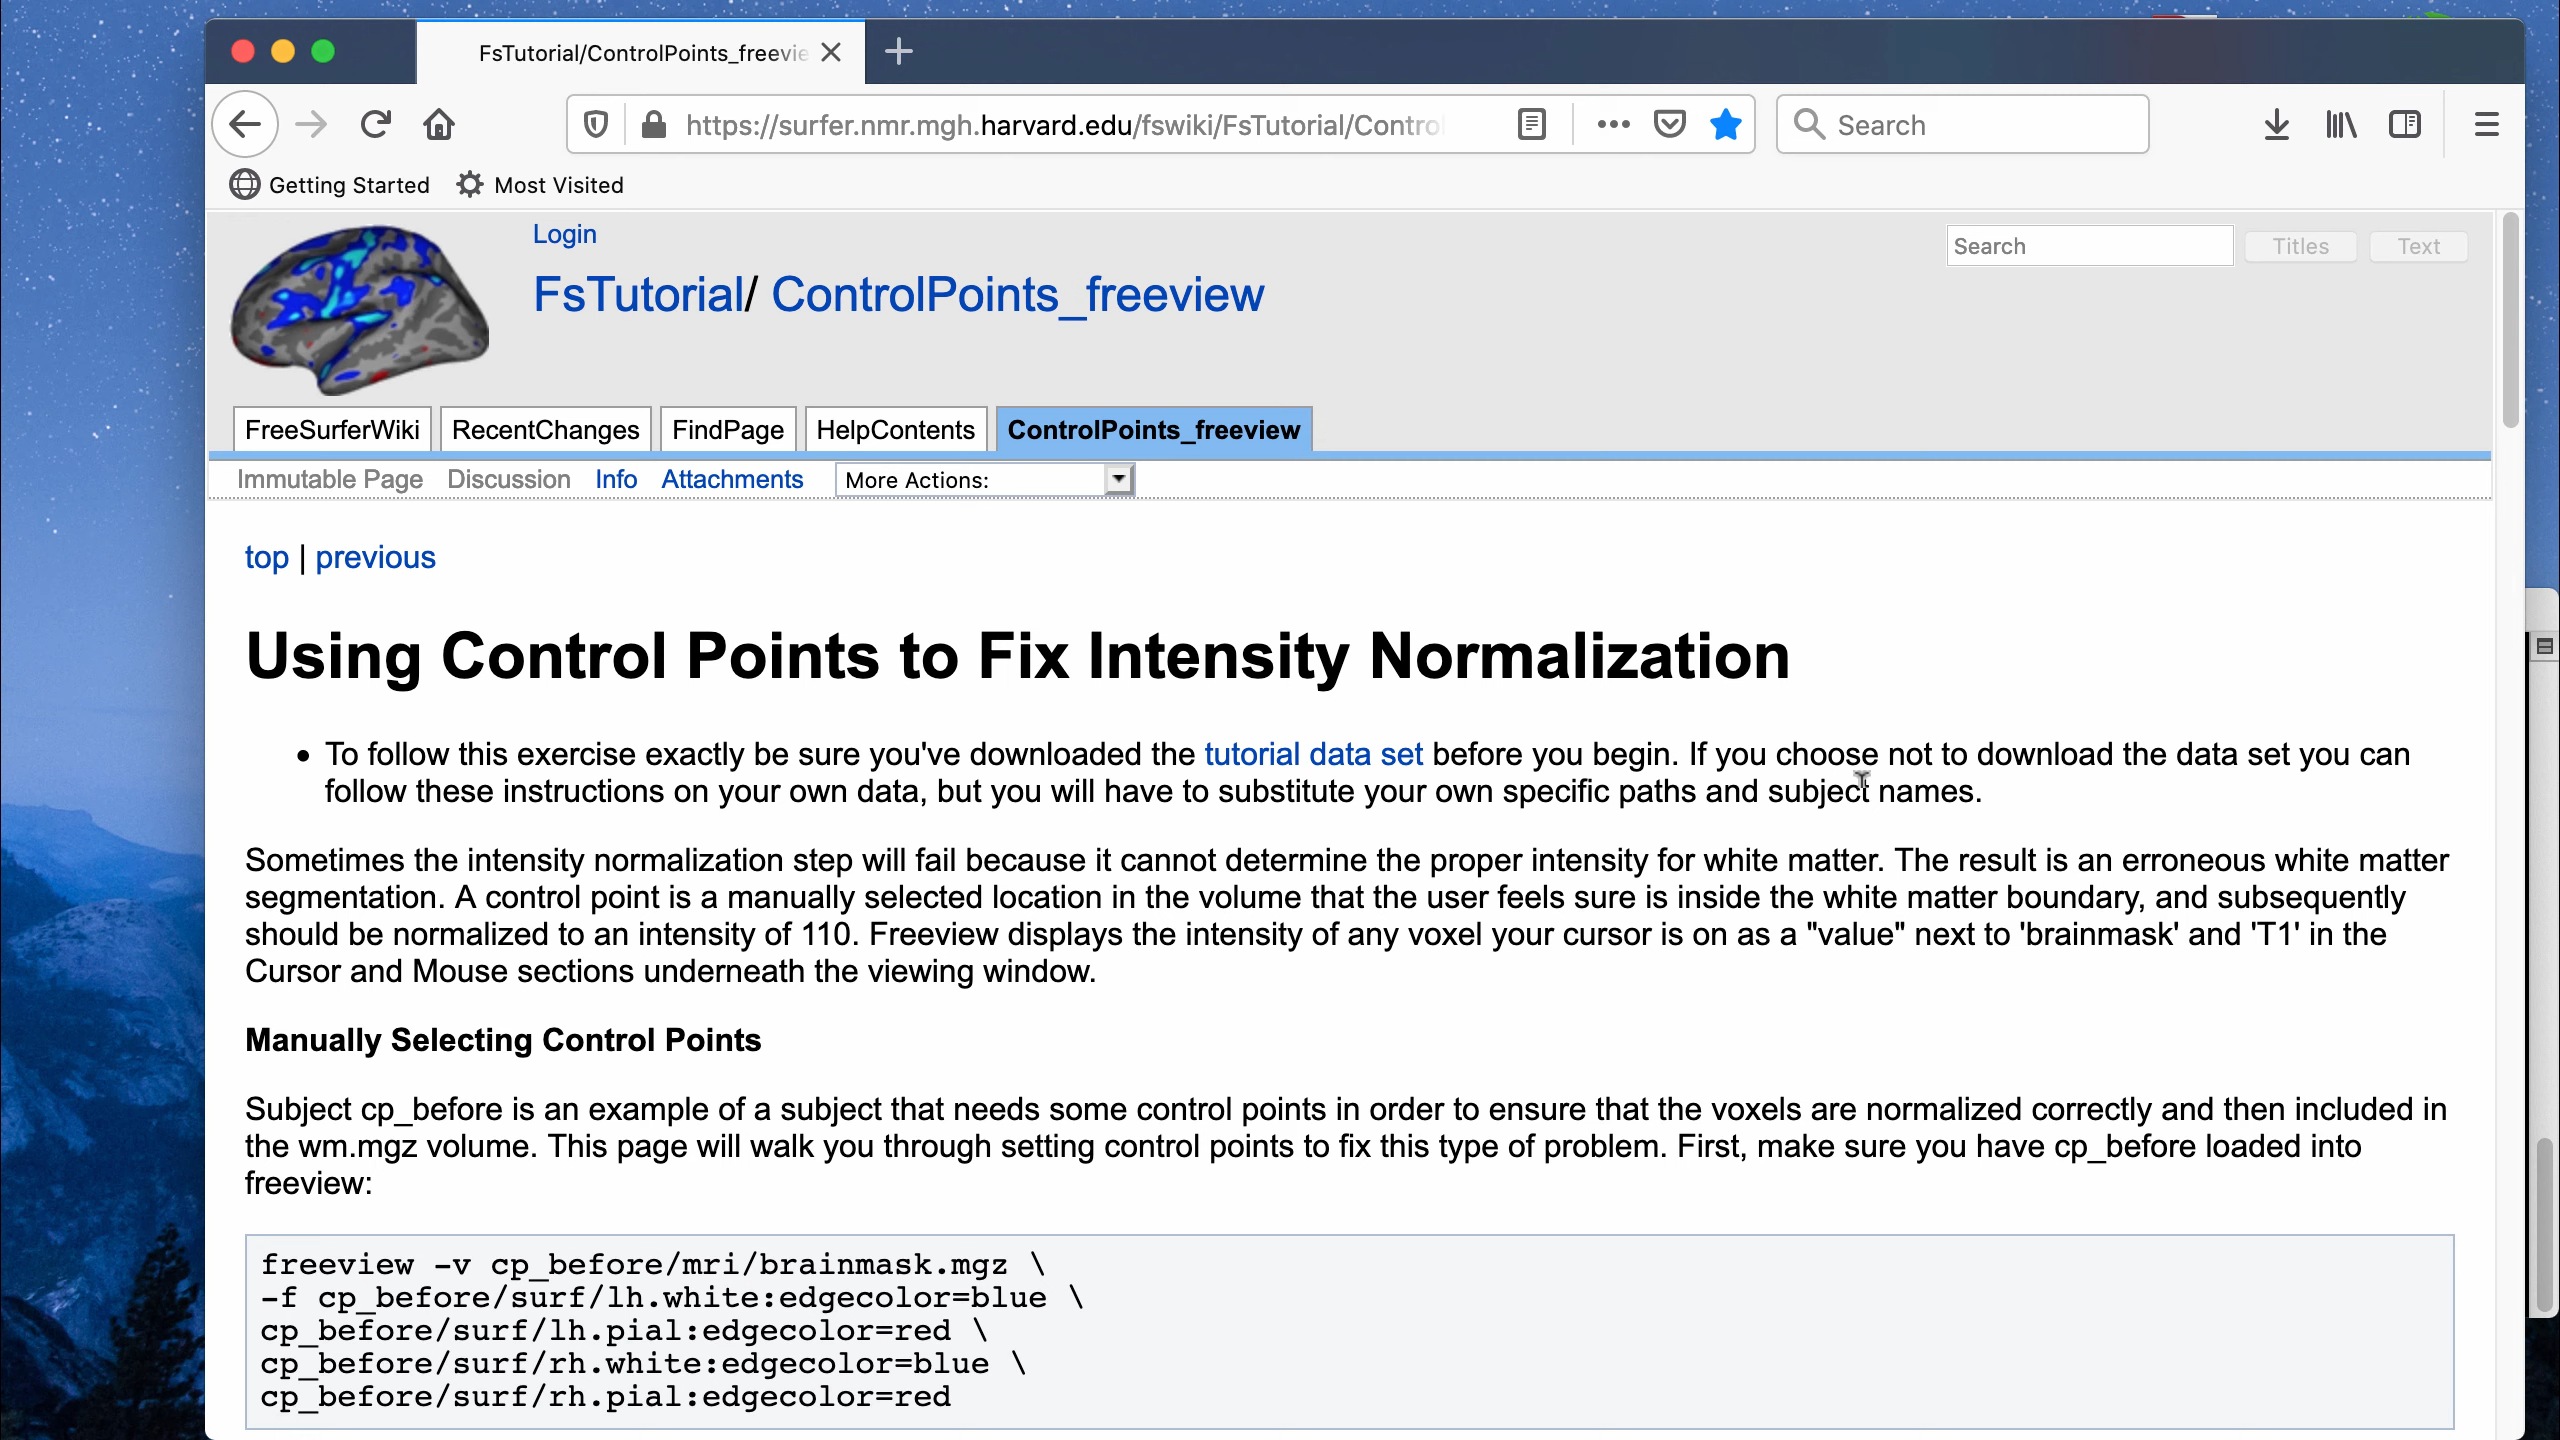 FsTutorial/ControlPoints_freevie
https://surfer.nmr.mgh.harvard.edu/fswiki/FsTutorial/Control
Search
Getting Started
Most Visited
Login
Search
Titles
Text
FsTutorial/ ControlPoints_freeview
FreeSurferWiki
RecentChanges
FindPage
HelpContents
ControlPoints_freeview
Immutable Page
Discussion
Info
Attachments
More Actions:
top | previous
Using Control Points to Fix Intensity Normalization
• To follow this exercise exactly be sure you've downloaded the tutorial data set before you begin. If you choose not to download the data set you can
follow these instructions on your own data, but you will have to substitute your own specific paths and subject names.
Sometimes the intensity normalization step will fail because it cannot determine the proper intensity for white matter. The result is an erroneous white matter
segmentation. A control point is a manually selected location in the volume that the user feels sure is inside the white matter boundary, and subsequently
should be normalized to an intensity of 110. Freeview displays the intensity of any voxel your cursor is on as a "value" next to 'brainmask' and 'T1' in the
Cursor and Mouse sections underneath the viewing window.
Manually Selecting Control Points
Subject cp_before is an example of a subject that needs some control points in order to ensure that the voxels are normalized correctly and then included in
the wm.mgz volume. This page will walk you through setting control points to fix this type of problem. First, make sure you have cp_before loaded into
freeview:
freeview -v cp_before/mri/brainmask.mgz \
-f cp_before/surf/lh.white:edgecolor=blue \
cp_before/surf/lh.pial:edgecolor=red \
cp_before/surf/rh.white:edgecolor=blue \
cp_before/surf/rh.pial:edgecolor=red